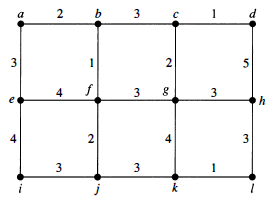 a 2 b 3 c 1 d
3 1 2 5
e 4 f 3 g 3 h
4 2 4 3
3 3 1
i j k l